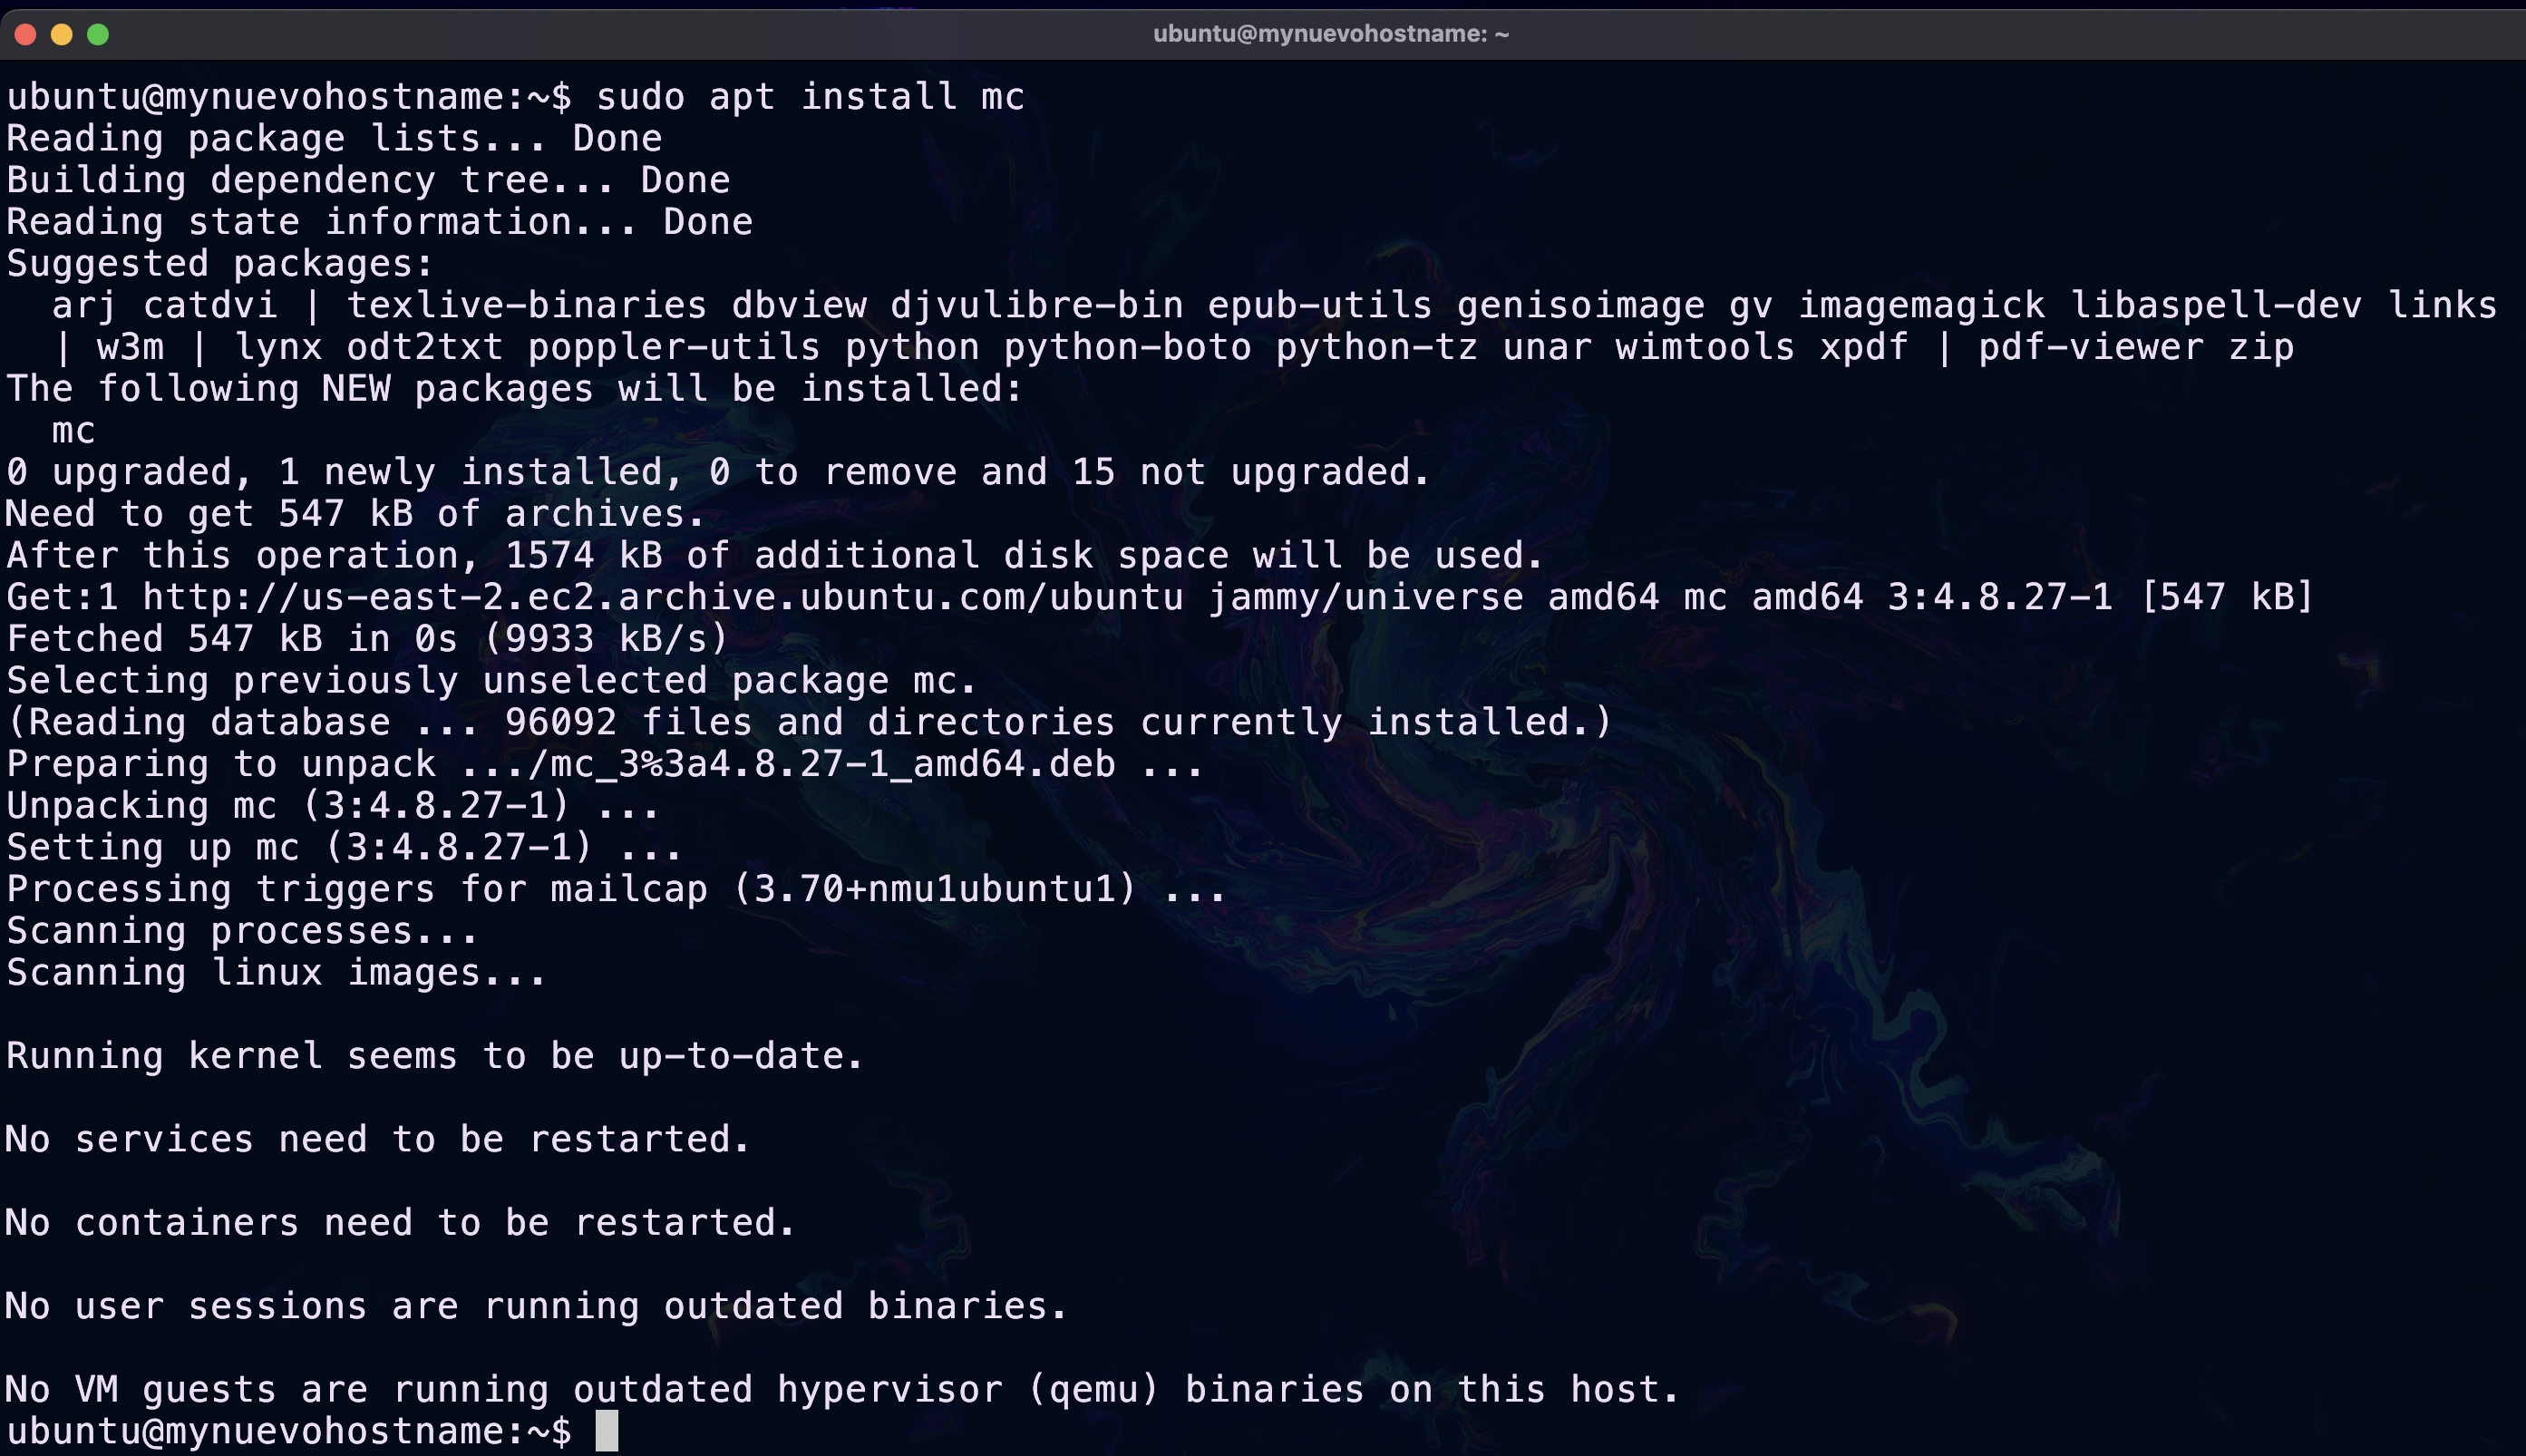 ubuntu@mynuevohostname: ~
ubuntu@mynuevohostname:~$ sudo apt install mc
Reading package lists... Done
Building dependency tree... Done
Reading state information... Done
Suggested packages:
  arj catdvi | texlive-binaries dbview djvulibre-bin epub-utils genisoimage gv imagemagick libaspell-dev links
  | w3m | lynx odt2txt poppler-utils python python-boto python-tz unar wimtools xpdf | pdf-viewer zip
The following NEW packages will be installed:
  mc
0 upgraded, 1 newly installed, 0 to remove and 15 not upgraded.
Need to get 547 kB of archives.
After this operation, 1574 kB of additional disk space will be used.
Get:1 http://us-east-2.ec2.archive.ubuntu.com/ubuntu jammy/universe amd64 mc amd64 3:4.8.27-1 [547 kB]
Fetched 547 kB in 0s (9933 kB/s)
Selecting previously unselected package mc.
(Reading database ... 96092 files and directories currently installed.)
Preparing to unpack .../mc_3%3a4.8.27-1_amd64.deb ...
Unpacking mc (3:4.8.27-1) ...
Setting up mc (3:4.8.27-1) ...
Processing triggers for mailcap (3.70+nmu1ubuntu1) ...
Scanning processes...
Scanning linux images...
Running kernel seems to be up-to-date.
No services need to be restarted.
No containers need to be restarted.
No user sessions are running outdated binaries.
No VM guests are running outdated hypervisor (qemu) binaries on this host.
ubuntu@mynuevohostname:~$